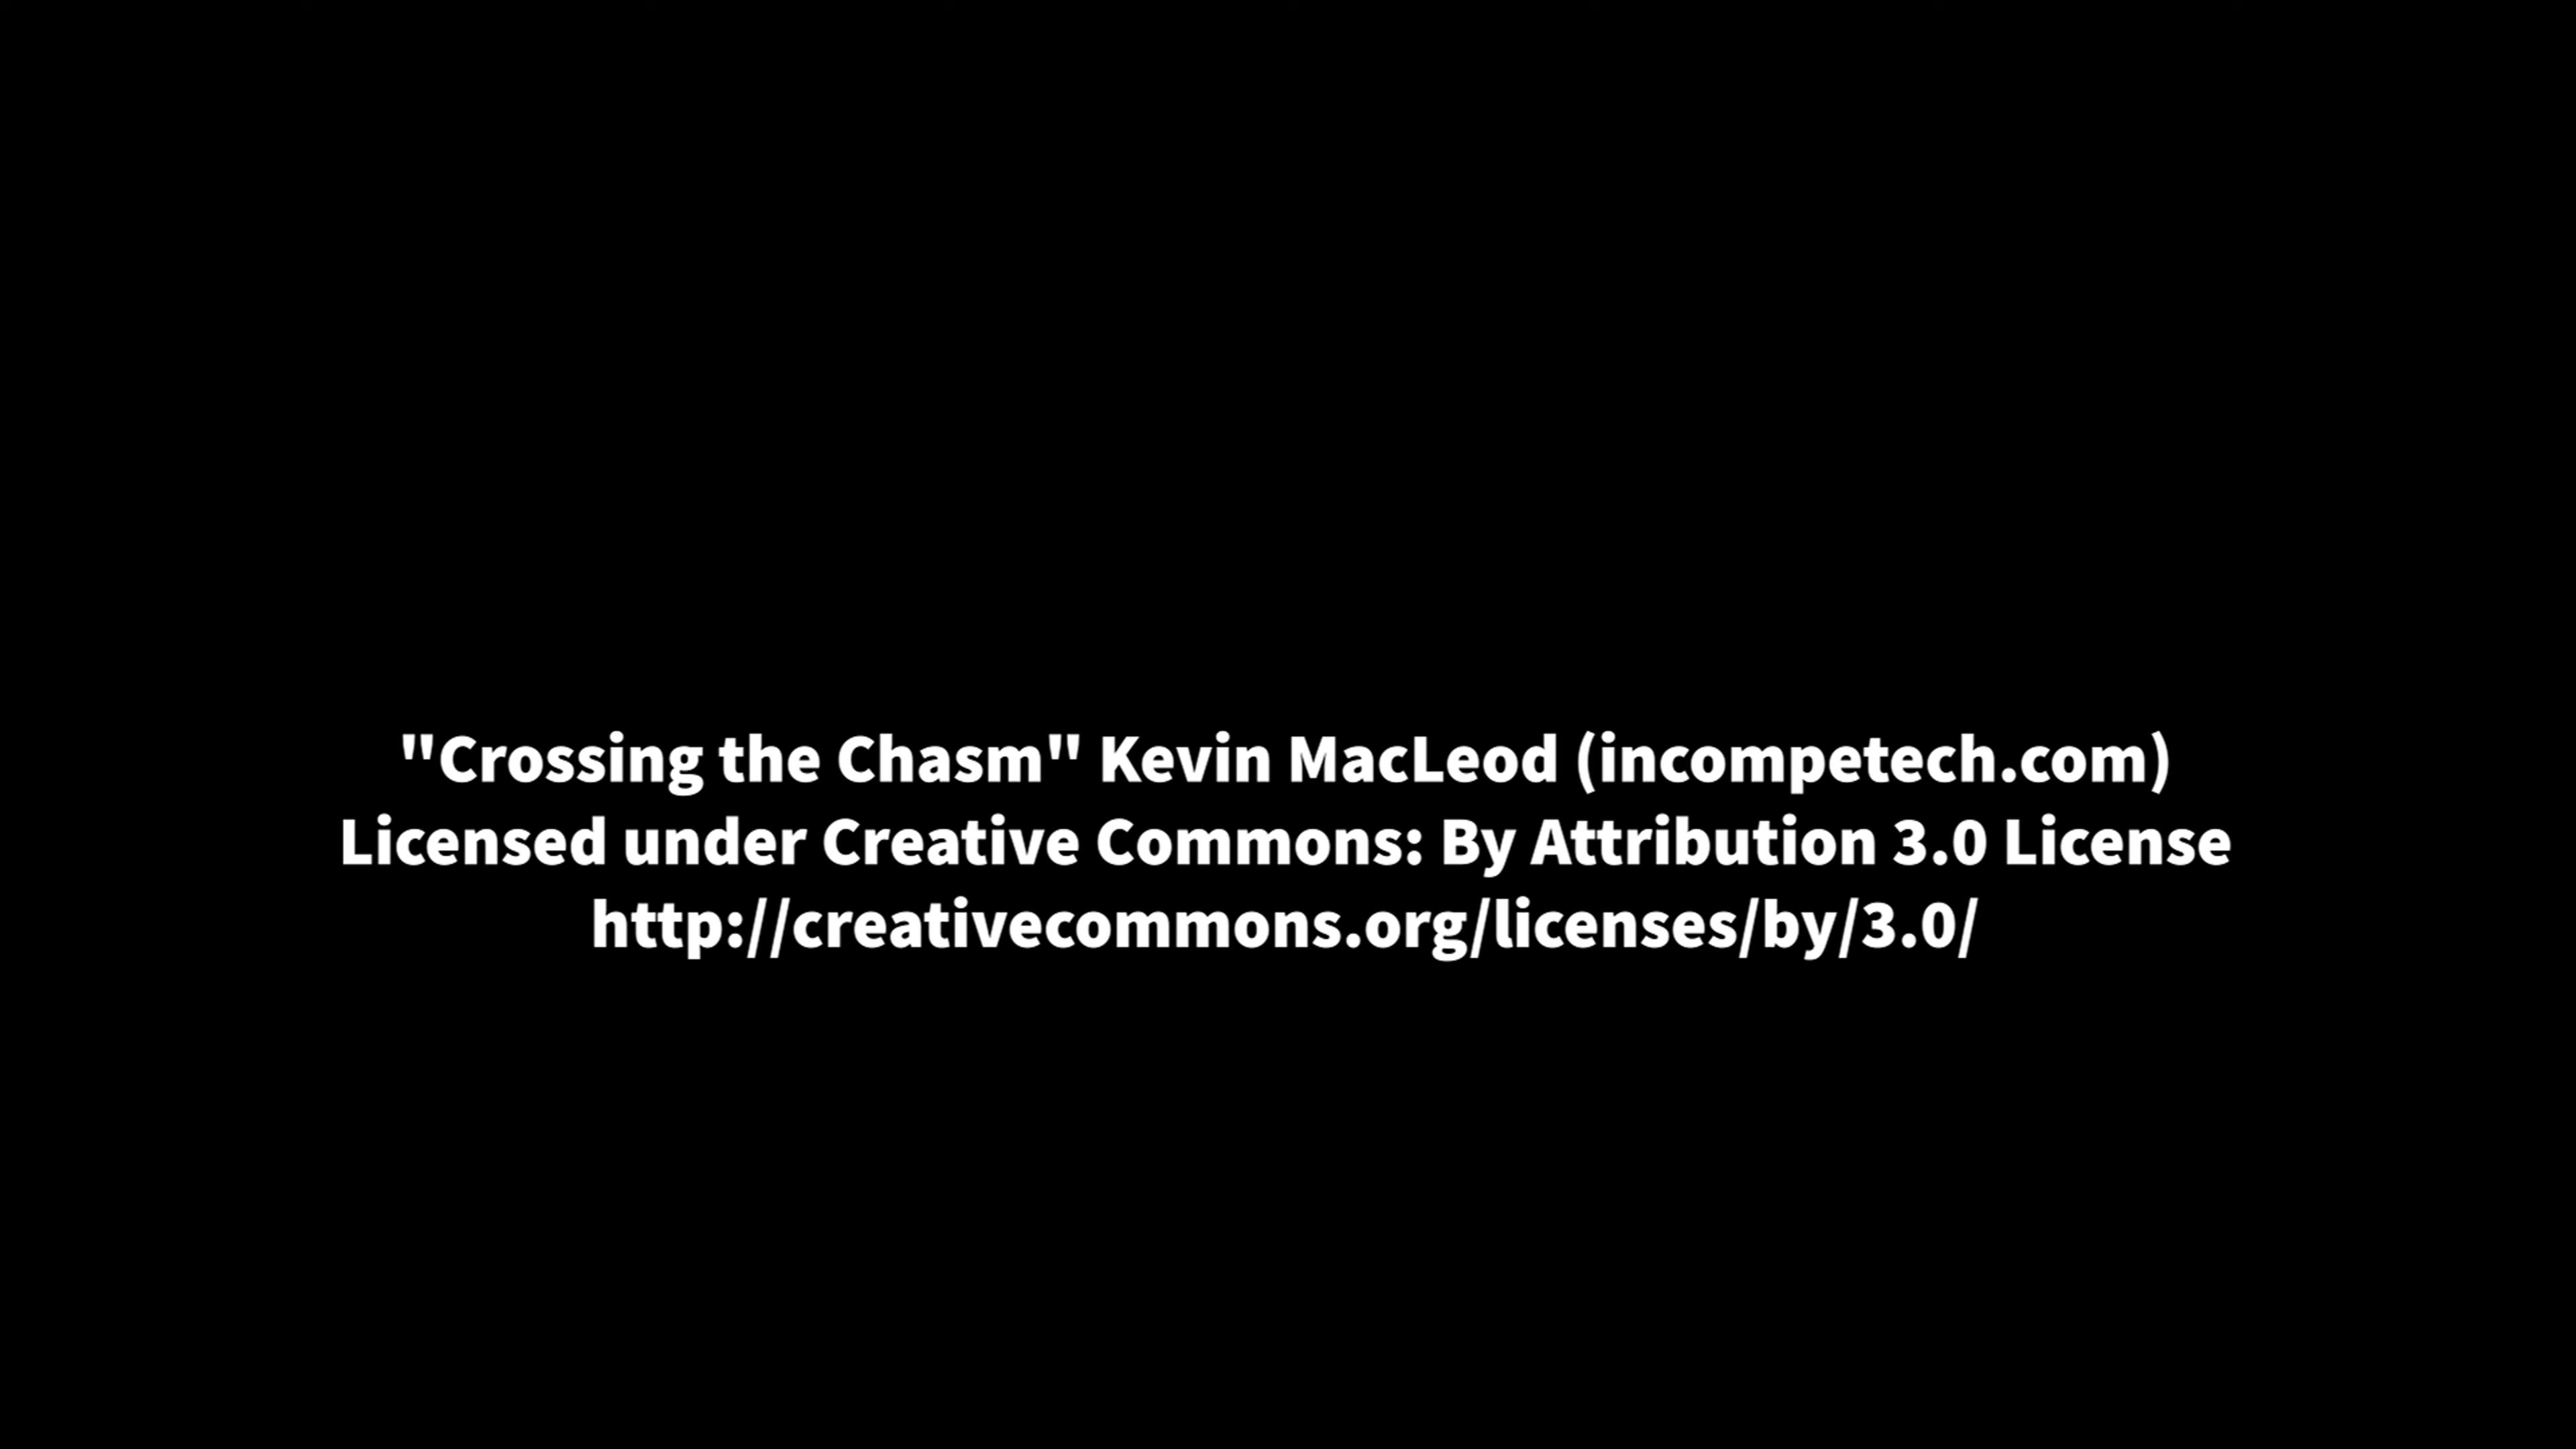 "Crossing the Chasm" Kevin MacLeod (incompetech.com)
Licensed under Creative Commons: By Attribution 3.0 License
http://creativecommons.org/licenses/by/3.0/